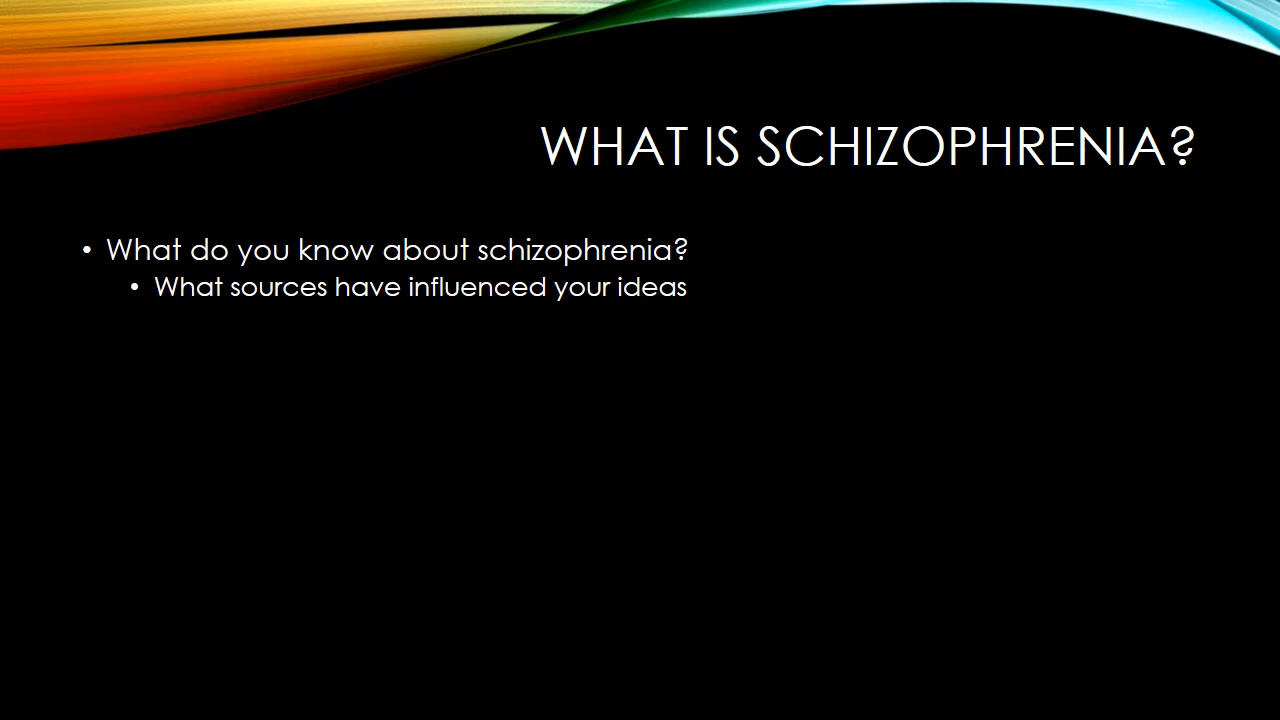 WHAT IS SCHIZOPHRENIA?
• What do you know about schizophrenia?
• What sources have influenced your ideas